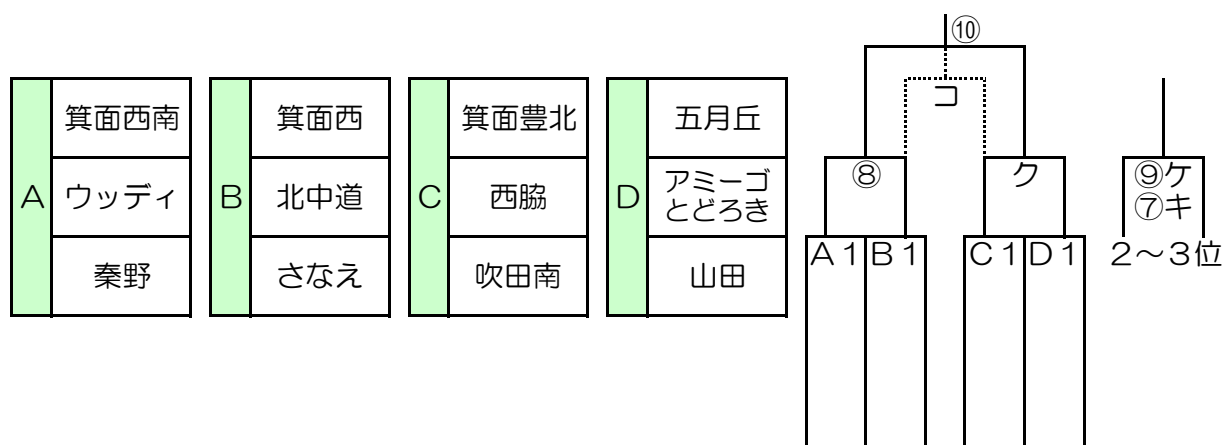 A
箕面西南
ウッディ
秦野
B
箕面西
北中道
さなえ
C
箕面豊北
西脇
吹田南
D
五月丘
アミーゴ
とどろき
山田
⑩
コ
⑧
ク
⑨ケ
⑦キ
A1 B1 C1 D1 2～3位